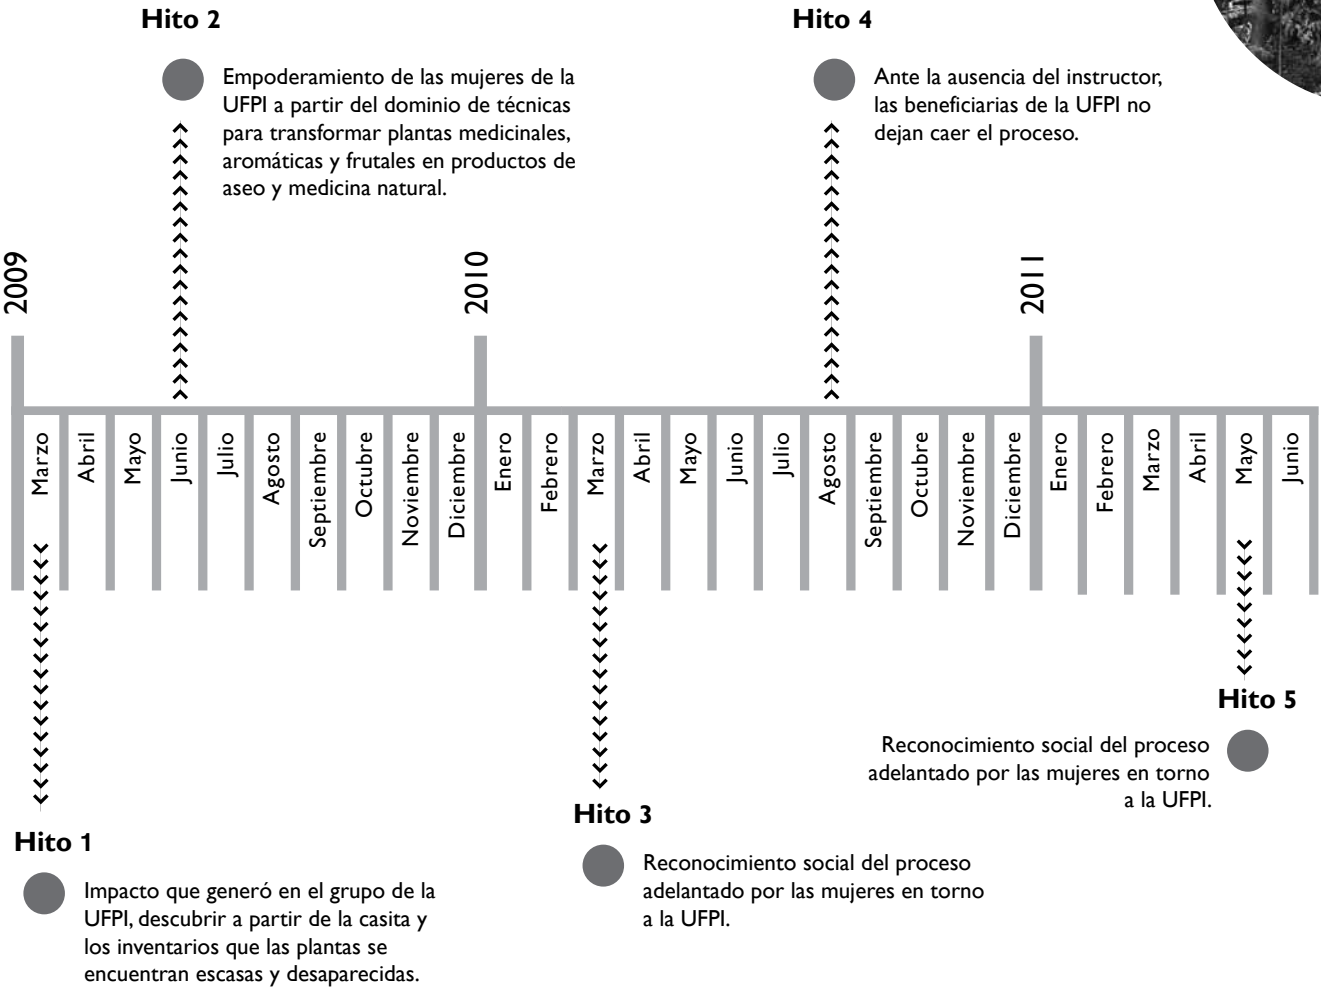 Hito 2
Empoderamiento de las mujeres de la
UFPI a partir del dominio de técnicas
para transformar plantas medicinales,
aromáticas y frutales en productos de
aseo y medicina natural.
Hito 4
Ante la ausencia del instructor,
las beneficiarias de la UFPI no
dejan caer el proceso.
2009
2010
2011
Marzo
Abril
Mayo
Junio
Julio
Agosto
Septiembre
Octubre
Noviembre
Diciembre
Enero
Febrero
Marzo
Abril
Mayo
Junio
Julio
Agosto
Septiembre
Octubre
Noviembre
Diciembre
Enero
Febrero
Marzo
Abril
Mayo
Junio
Hito 1
Impacto que generó en el grupo de la
UFPI, descubrir a partir de la casita y
los inventarios que las plantas se
encuentran escasas y desaparecidas.
Hito 3
Reconocimiento social del proceso
adelantado por las mujeres en torno
a la UFPI.
Hito 5
Reconocimiento social del proceso
adelantado por las mujeres en torno
a la UFPI.